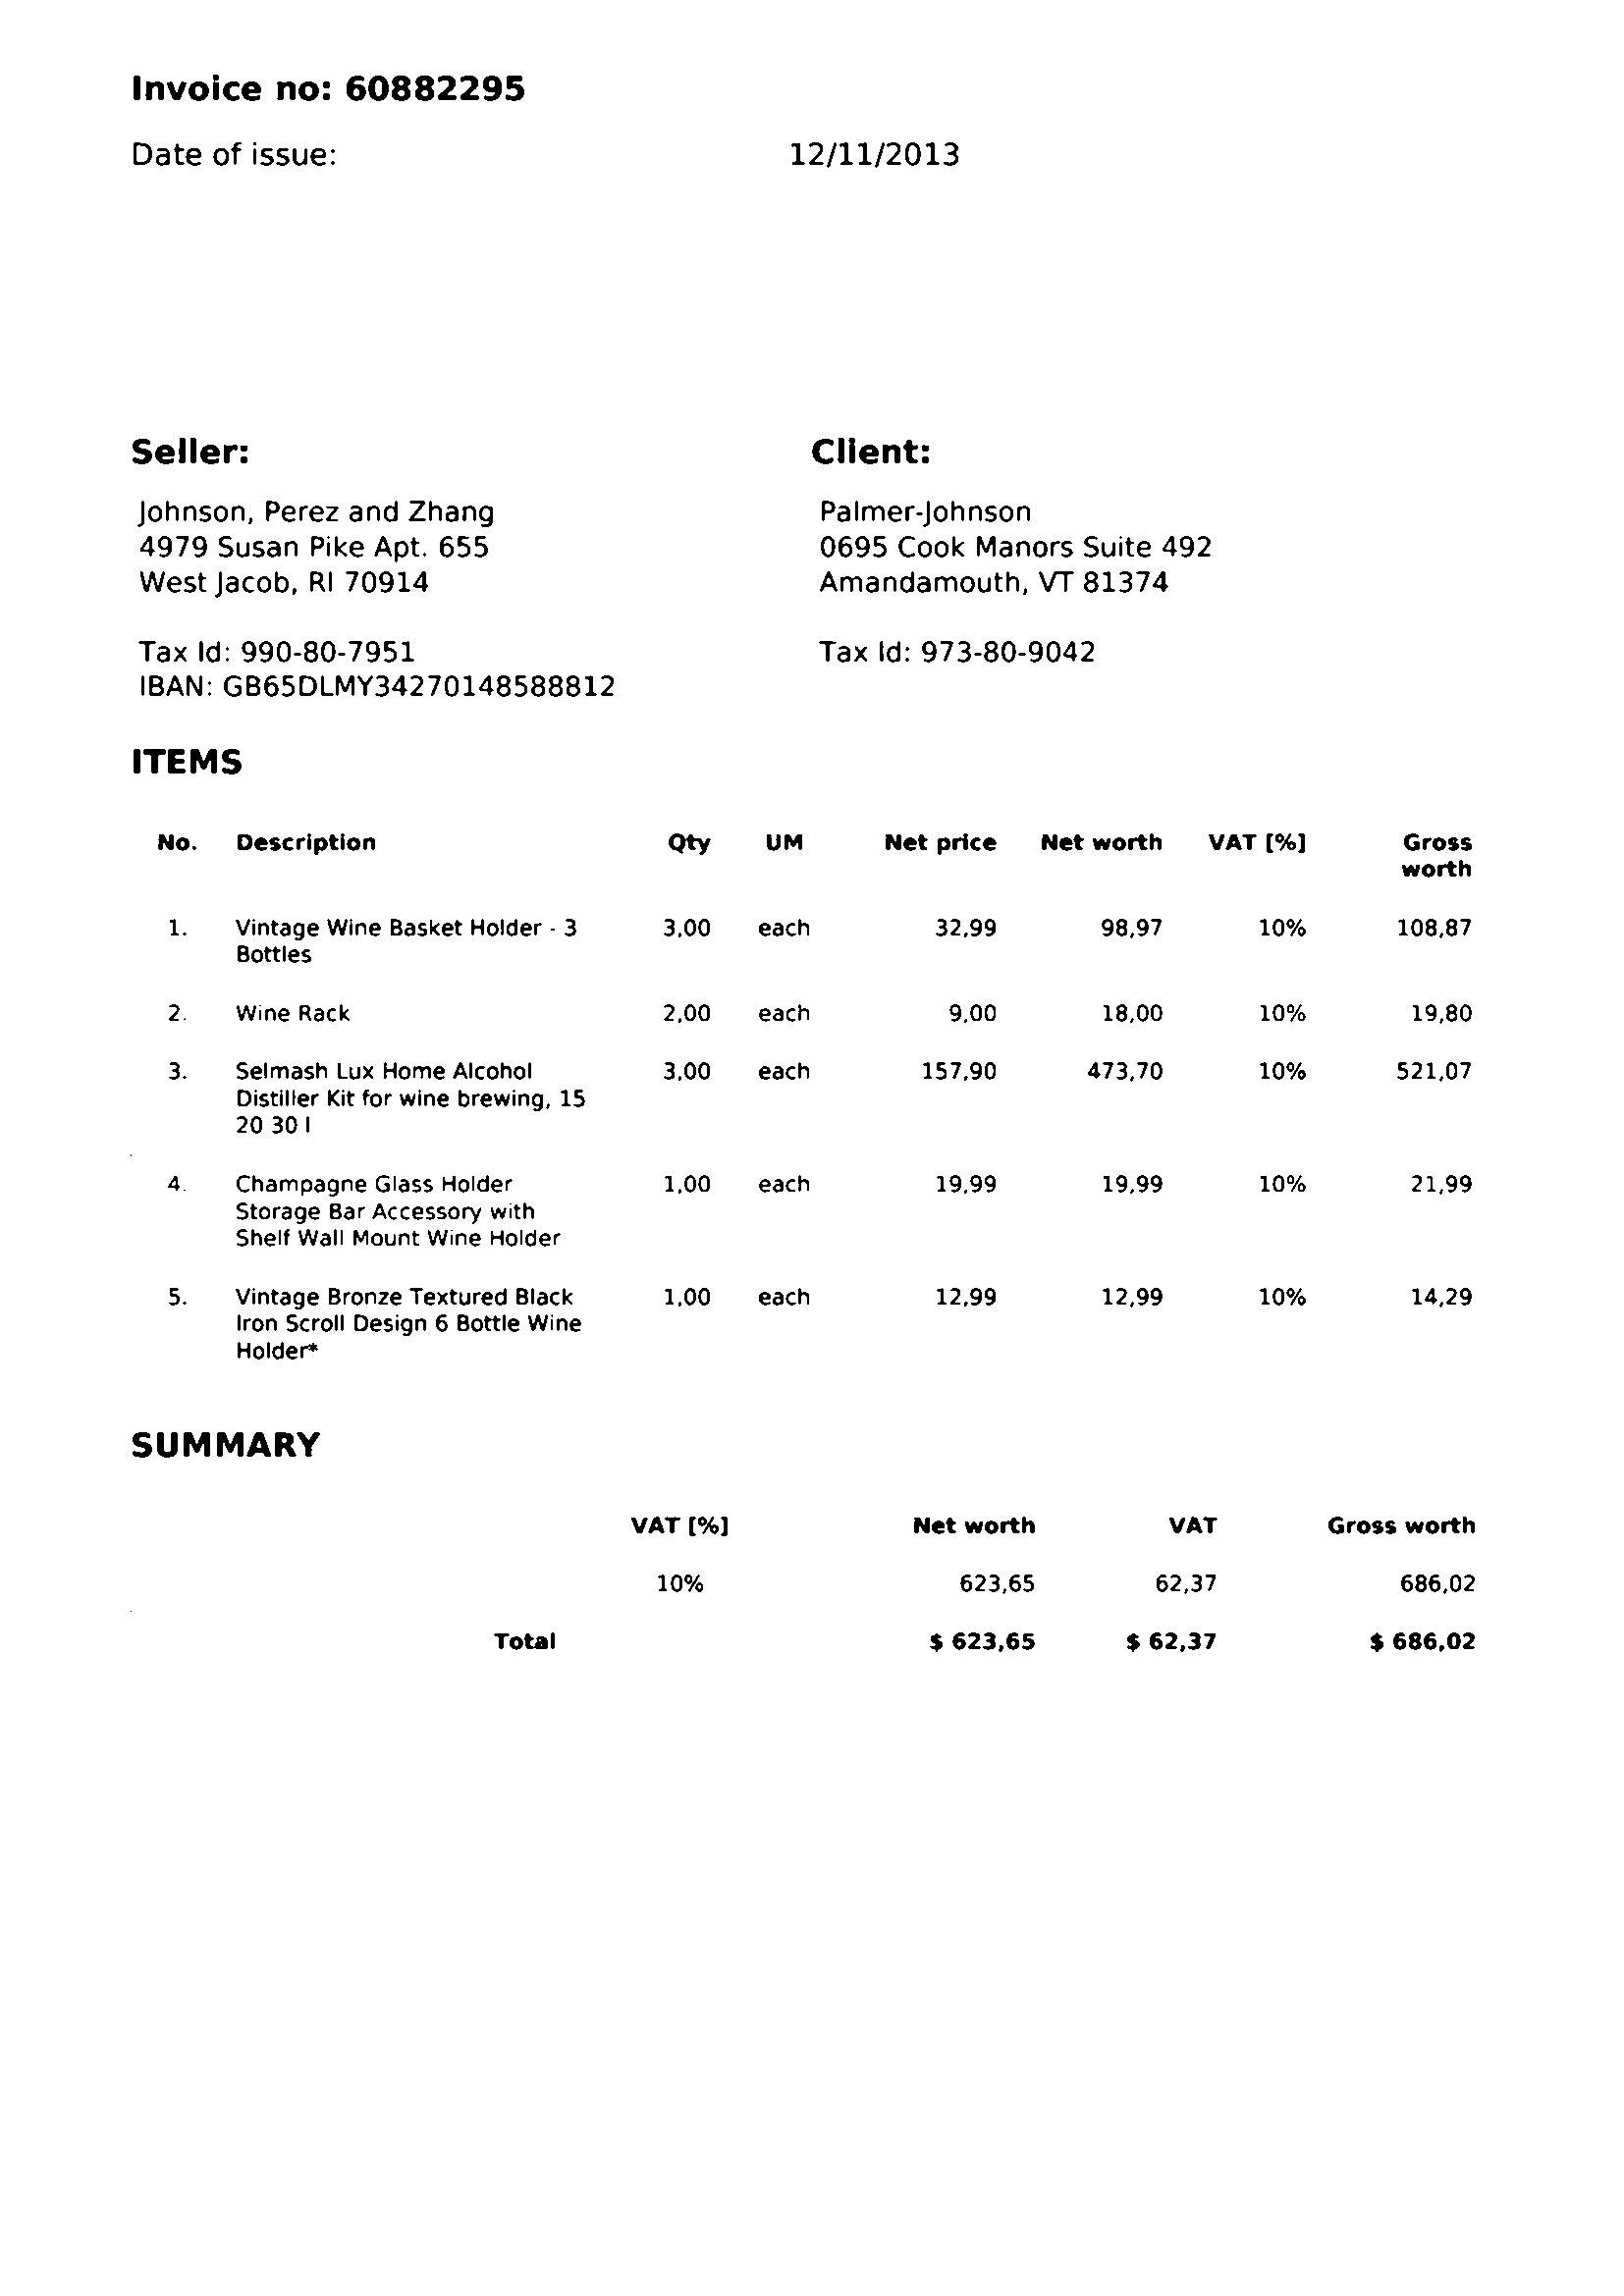 Invoice no: 60882295
Date of issue: 12/11/2013
Seller:
Johnson, Perez and Zhang
4979 Susan Pike Apt. 655
West Jacob, RI 70914
Tax Id: 990-80-7951
IBAN: GB65DLMY34270148588812
Client:
Palmer-Johnson
0695 Cook Manors Suite 492
Amandamouth, VT 81374
Tax Id: 973-80-9042
ITEMS
No. Description Qty UM Net price Net worth VAT [%] Gross
worth
1. Vintage Wine Basket Holder - 3 3,00 each 32,99 98,97 10% 108,87
Bottles
2. Wine Rack 2,00 each 9,00 18,00 10% 19,80
3. Selmash Lux Home Alcohol 3,00 each 157,90 473,70 10% 521,07
Distiller Kit for wine brewing, 15
20 30 l
4. Champagne Glass Holder 1,00 each 19,99 19,99 10% 21,99
Storage Bar Accessory with
Shelf Wall Mount Wine Holder
5. Vintage Bronze Textured Black 1,00 each 12,99 12,99 10% 14,29
Iron Scroll Design 6 Bottle Wine
Holder*
SUMMARY
VAT [%] Net worth VAT Gross worth
10% 623,65 62,37 686,02
Total $ 623,65 $ 62,37 $ 686,02